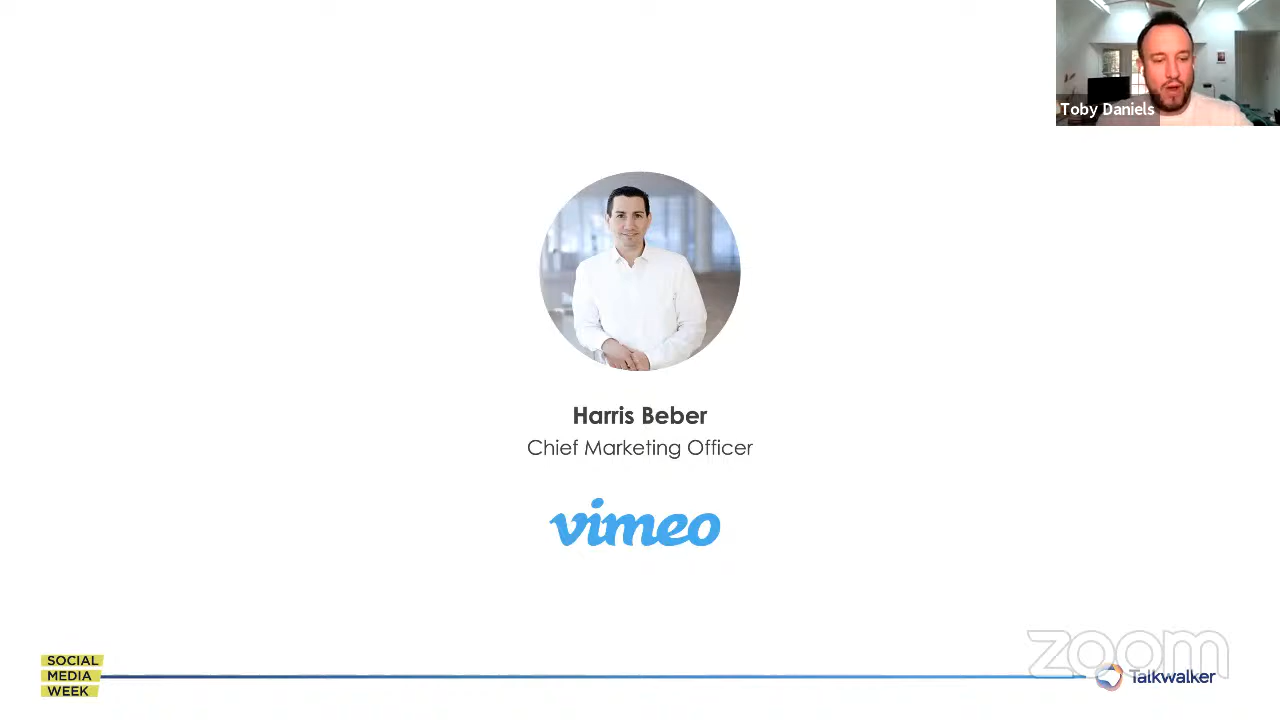 Toby Daniels
Harris Beber
Chief Marketing Officer
vimeo
SOCIAL
MEDIA
WEEK
zoom
Talkwalker